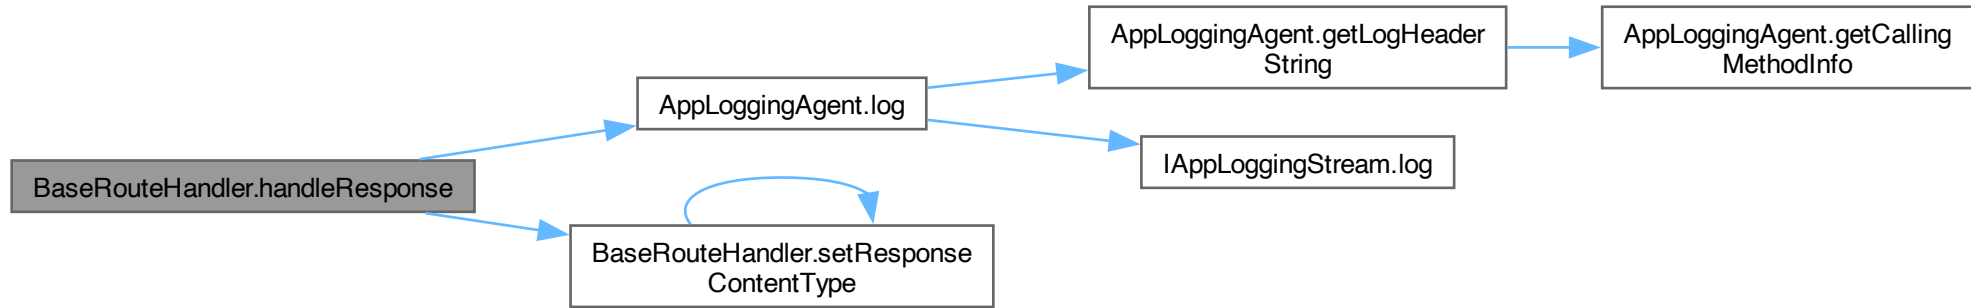 BaseRouteHandler.handleResponse
AppLoggingAgent.log
AppLoggingAgent.getLogHeader
String
AppLoggingAgent.getCalling
MethodInfo
IAppLoggingStream.log
BaseRouteHandler.setResponse
ContentType